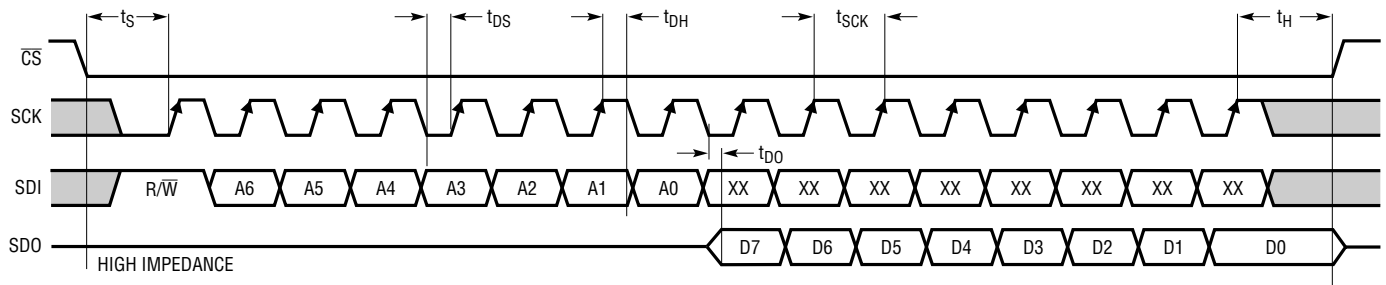 tS tDS tDH tSCK tH
CS
SCK
tDO
SDI R/W A6 A5 A4 A3 A2 A1 A0 XX XX XX XX XX XX XX XX
SDO D7 D6 D5 D4 D3 D2 D1 D0
HIGH IMPEDANCE